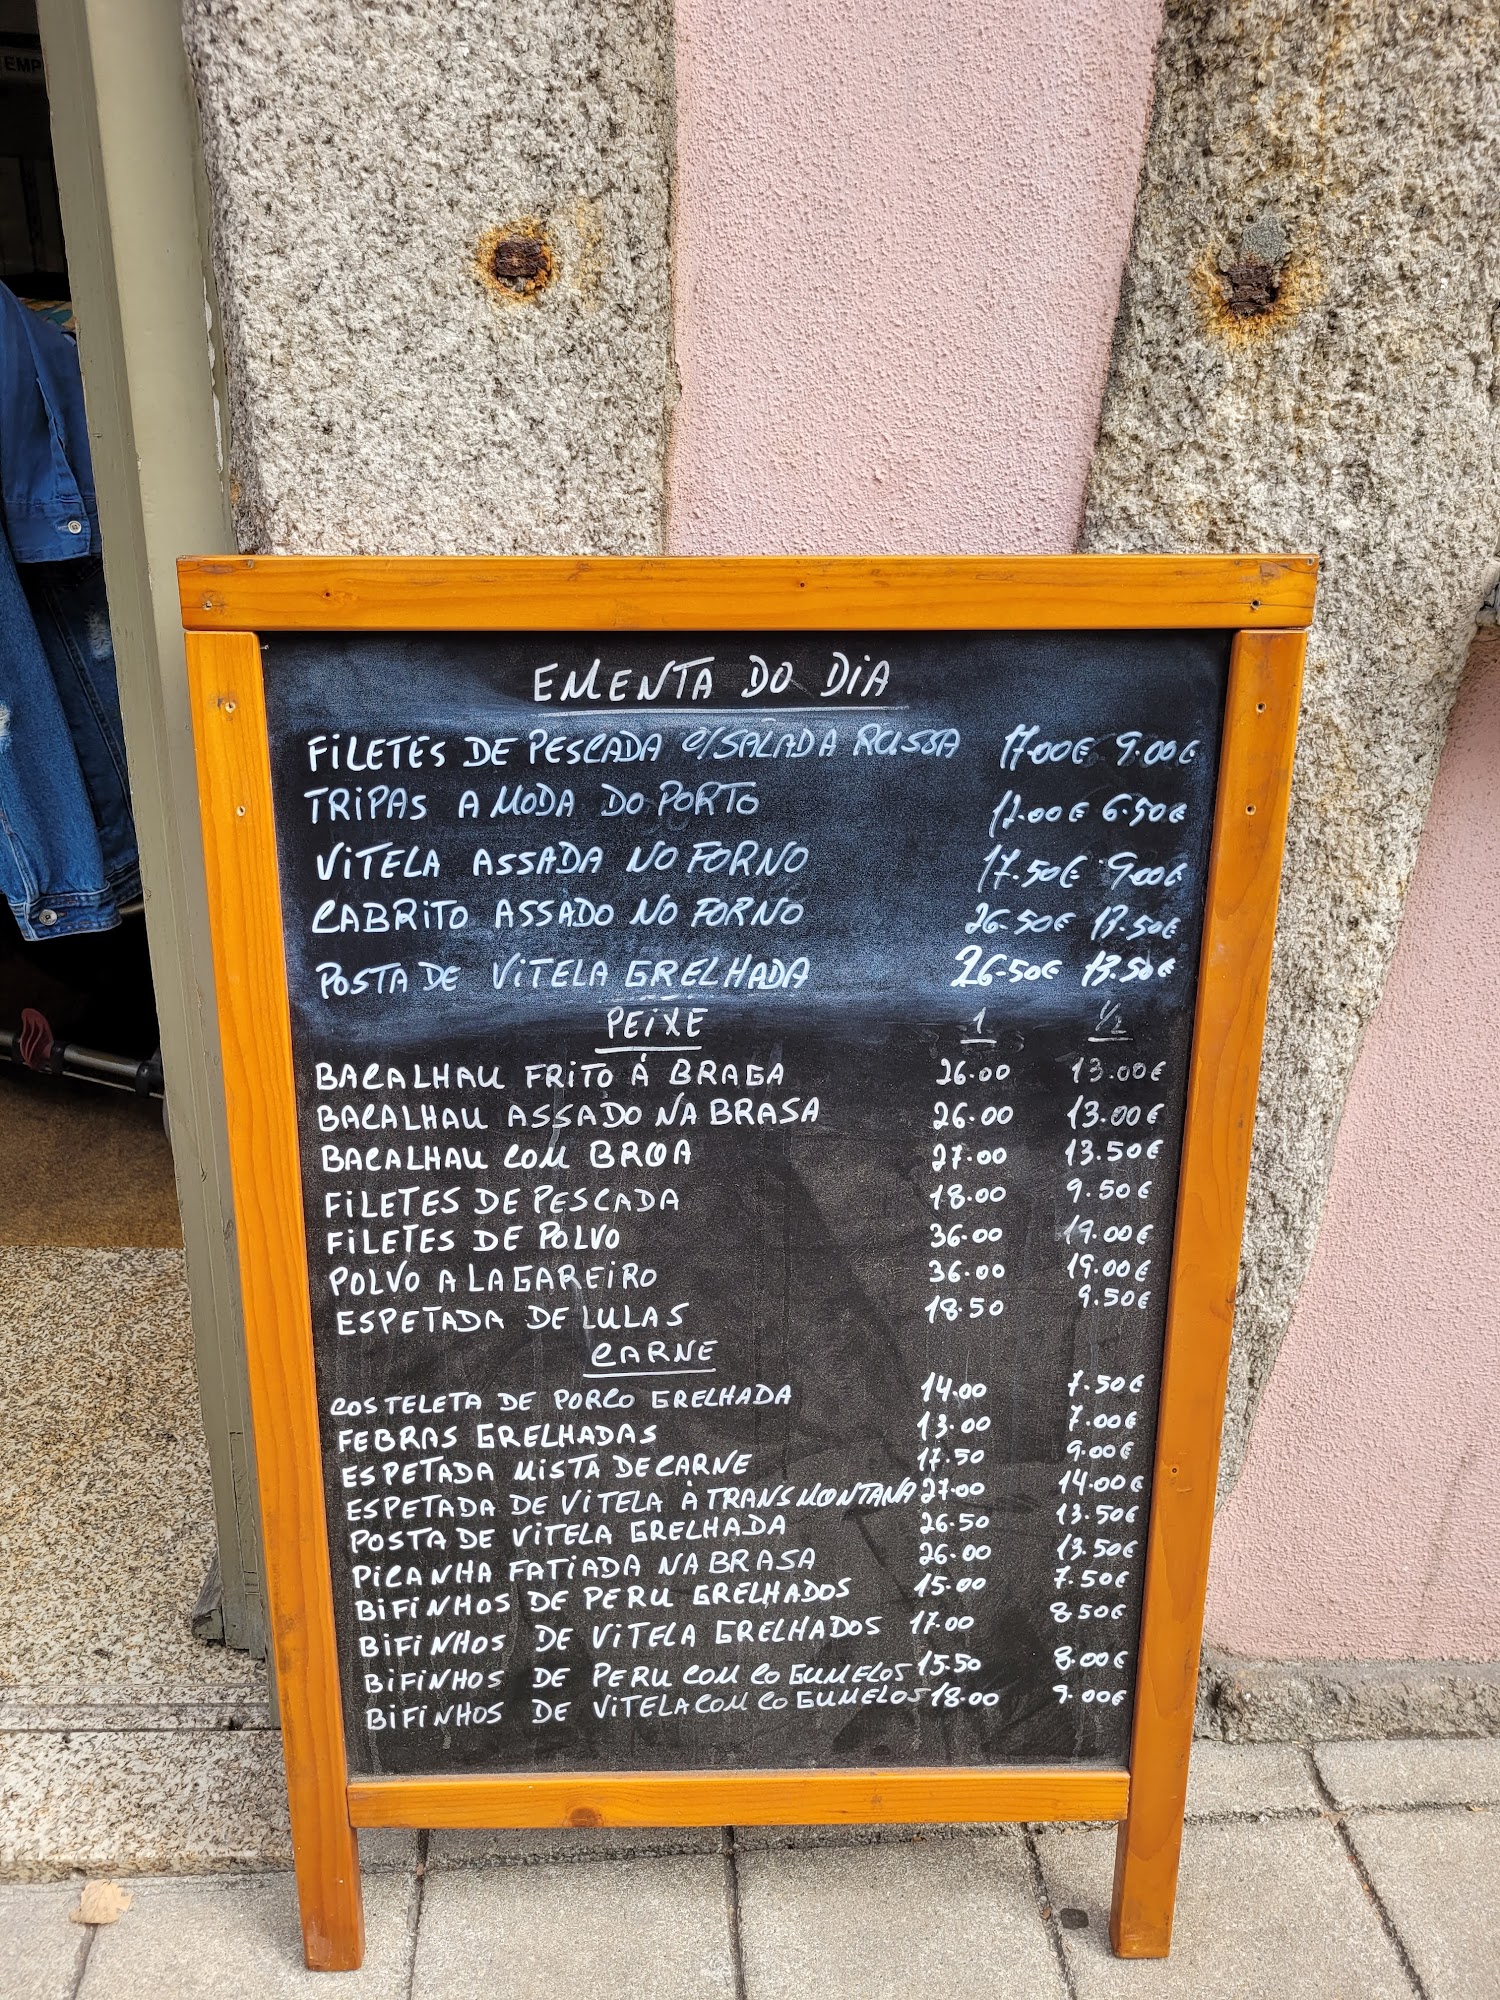 EMP
EMENTA DO DIA
FILETES DE PESCADA C/SALADA RUSSA 17.00€ 9.00€
TRIPAS A MODA DO PORTO 11.00€ 6.50€
VITELA ASSADA NO FORNO 17.50€ 9.00€
CABRITO ASSADO NO FORNO 26.50€ 13.50€
POSTA DE VITELA GRELHADA 26.50€ 13.50€
PEIXE 1 1/2
BACALHAU FRITO Á BRAGA 26.00 13.00€
BACALHAU ASSADO NA BRASA 26.00 13.00€
BACALHAU COM BROA 27.00 13.50€
FILETES DE PESCADA 18.00 9.50€
FILETES DE POLVO 36.00 19.00€
POLVO A LAGAREIRO 36.00 19.00€
ESPETADA DE LULAS 18.50 9.50€
CARNE
COSTELETA DE PORCO GRELHADA 14.00 7.50€
FEBRAS GRELHADAS 13.00 7.00€
ESPETADA MISTA DE CARNE 17.50 9.00€
ESPETADA DE VITELA À TRANSMONTANA 27.00 14.00€
POSTA DE VITELA GRELHADA 26.50 13.50€
PICANHA FATIADA NA BRASA 26.00 13.50€
BIFINHOS DE PERU GRELHADOS 15.00 7.50€
BIFINHOS DE VITELA GRELHADOS 17.00 8.50€
BIFINHOS DE PERU COM COGUMELOS 15.50 8.00€
BIFINHOS DE VITELA COM COGUMELOS 18.00 9.00€